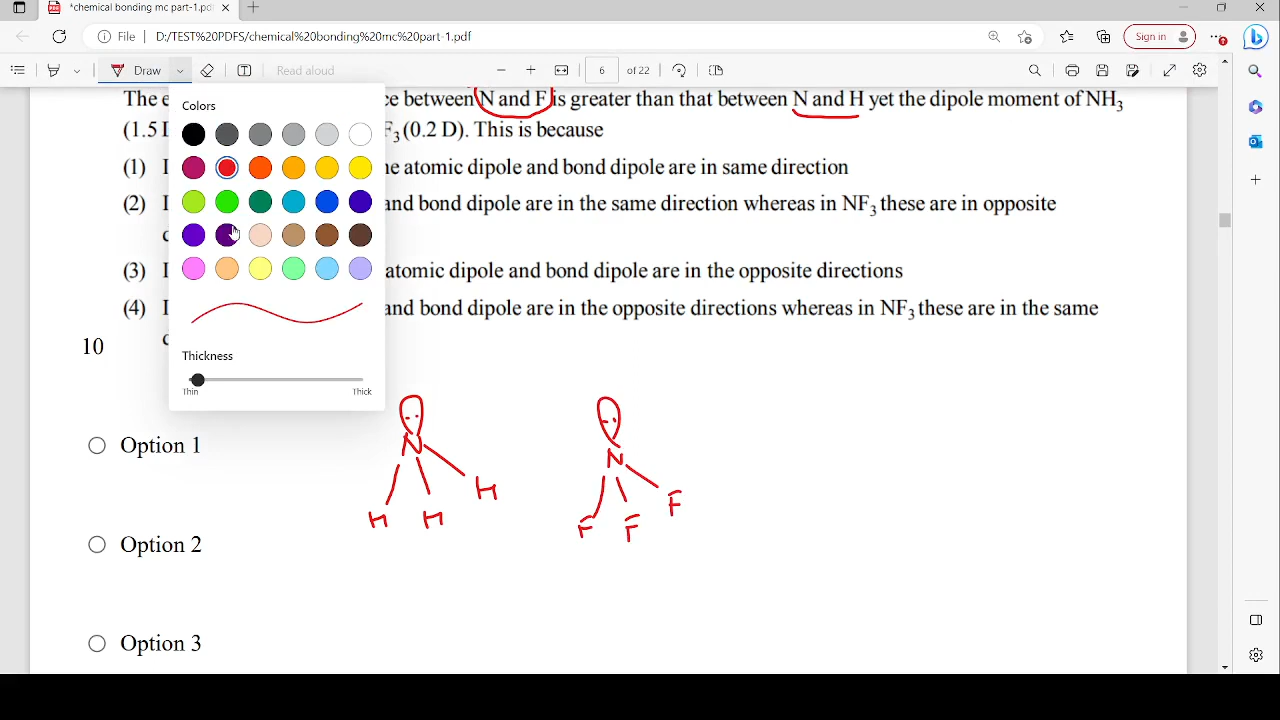 *chemical bonding mc part-1.pd
File D:/TEST%20PDFS/chemical%20bonding%20mc%20part-1.pdf
Sign in
Draw
Read aloud
6 of 22
The e ce between N and F is greater than that between N and H yet the dipole moment of NH3
(1.5 F3 (0.2 D). This is because
Colors
(1) ne atomic dipole and bond dipole are in same direction
(2) and bond dipole are in the same direction whereas in NF3 these are in opposite
(3) atomic dipole and bond dipole are in the opposite directions
(4) and bond dipole are in the opposite directions whereas in NF3 these are in the same
10
Thickness
Thin Thick
N N
H H H F F F
Option 1
Option 2
Option 3